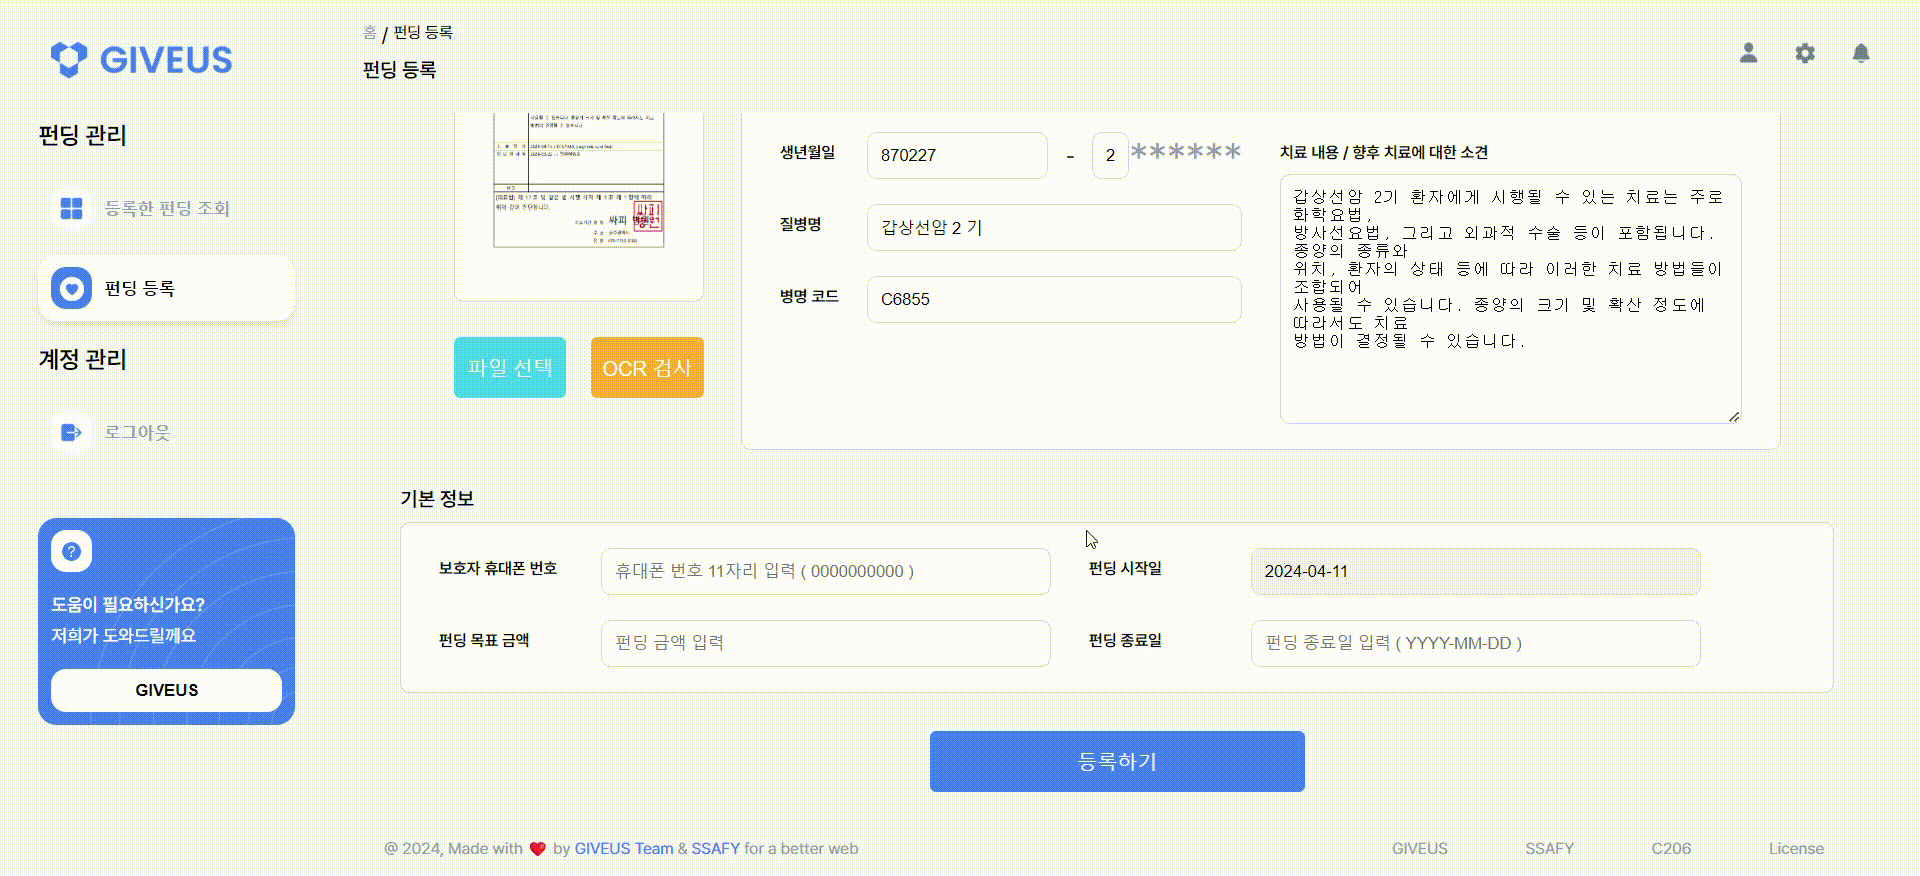 GIVEUS
홈 / 펀딩 등록
펀딩 등록
펀딩 관리
등록한 펀딩 조회
펀딩 등록
계정 관리
로그아웃
도움이 필요하신가요?
저희가 도와드릴께요
GIVEUS
파일 선택
OCR 검사
생년월일
870227
-
2
******
질병명
갑상선암 2 기
병명 코드
C6855
치료 내용 / 향후 치료에 대한 소견
갑상선암 2기 환자에게 시행될 수 있는 치료는 주로
화학요법,
방사선요법, 그리고 외과적 수술 등이 포함됩니다.
종양의 종류와
위치, 환자의 상태 등에 따라 이러한 치료 방법들이
조합되어
사용될 수 있습니다. 종양의 크기 및 확산 정도에
따라서도 치료
방법이 결정될 수 있습니다.
기본 정보
보호자 휴대폰 번호
휴대폰 번호 11자리 입력 ( 0000000000 )
펀딩 시작일
2024-04-11
펀딩 목표 금액
펀딩 금액 입력
펀딩 종료일
펀딩 종료일 입력 ( YYYY-MM-DD )
등록하기
@ 2024, Made with ❤️ by GIVEUS Team & SSAFY for a better web
GIVEUS
SSAFY
C206
License